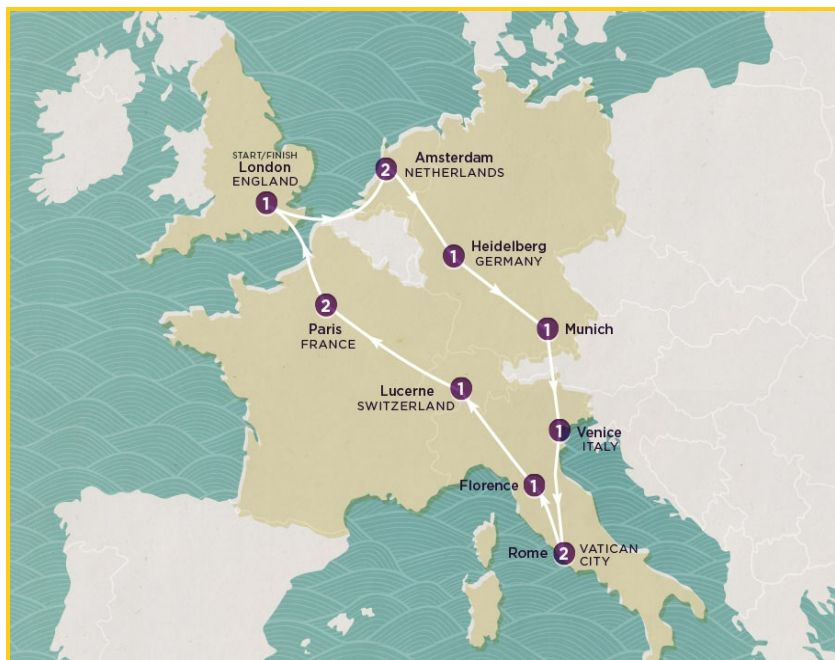 START/FINISH
London
ENGLAND
1
2
Amsterdam
NETHERLANDS
1
Heidelberg
GERMANY
1
Munich
2
Paris
FRANCE
Lucerne
SWITZERLAND
1
1
Venice
ITALY
Florence
1
Rome
2
VATICAN
CITY